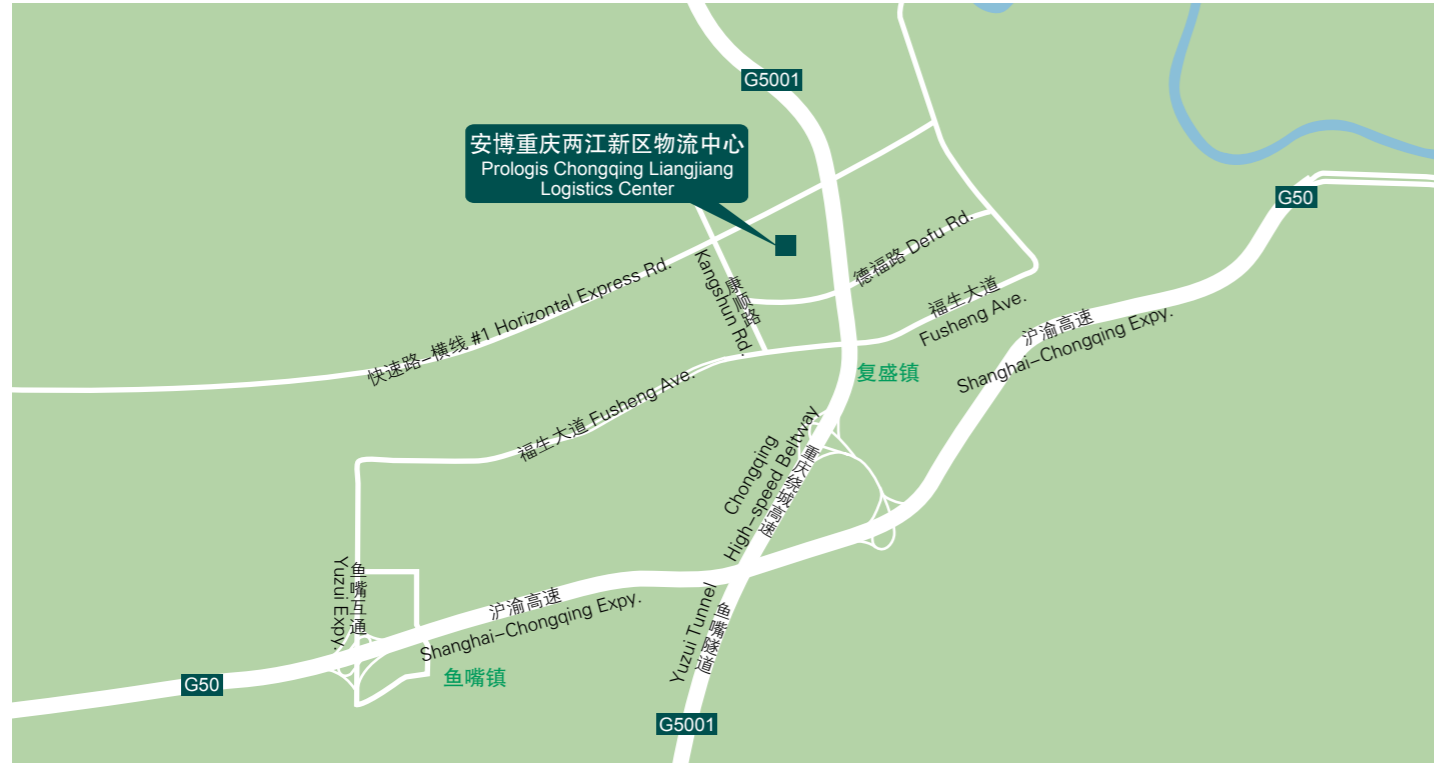 G5001
安博重庆两江新区物流中心
Prologis Chongqing Liangjiang
Logistics Center
G50
德福路 Defu Rd.
康顺路
Kangshun Rd.
福生大道
Fusheng Ave.
快速路-横线 #1 Horizontal Express Rd.
沪渝高速
Shanghai-Chongqing Expy.
复盛镇
福生大道 Fusheng Ave.
Chongqing
High-speed Beltway
重庆绕城高速
鱼嘴互通
Yuzui Expy.
沪渝高速
Shanghai-Chongqing Expy.
Yuzui Tunnel
鱼嘴隧道
鱼嘴镇
G50
G5001